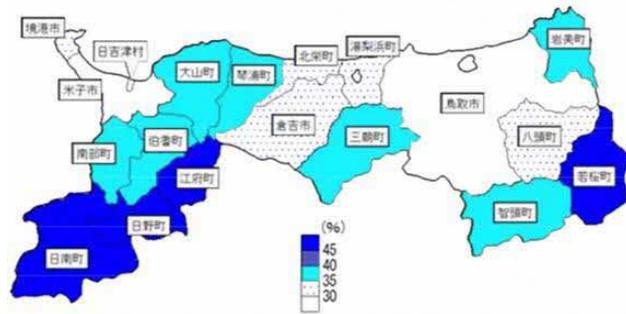 境港市
日吉津村
米子市
大山町
琴浦町
北栄町
湯梨浜町
岩美町
鳥取市
倉吉市
三朝町
八頭町
若桜町
智頭町
南部町
伯耆町
江府町
日野町
日南町
(%)
45
40
35
30